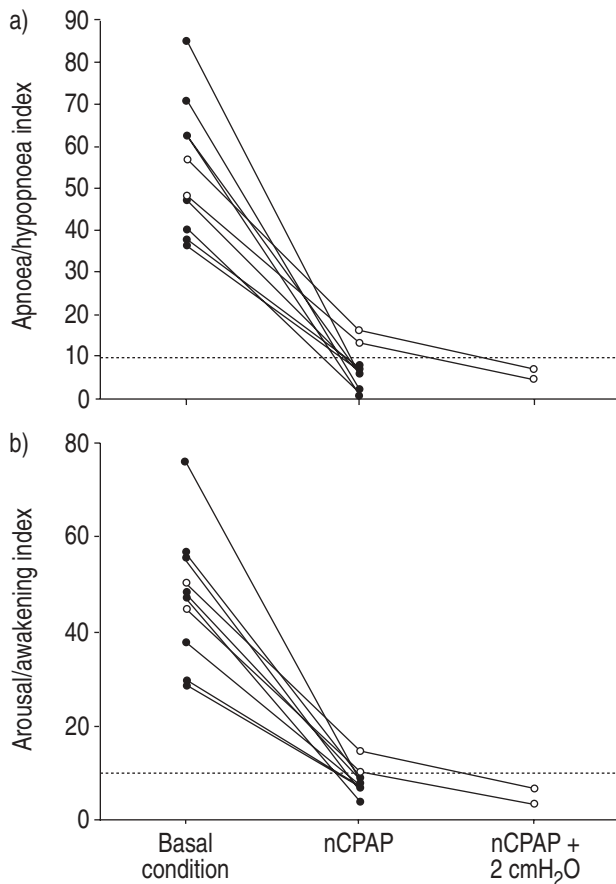 a)
Apnoea/hypopnoea index
90
80
70
60
50
40
30
20
10
0
b)
Arousal/awakening index
80
60
40
20
0
Basal condition
nCPAP
nCPAP + 2 cmH₂O